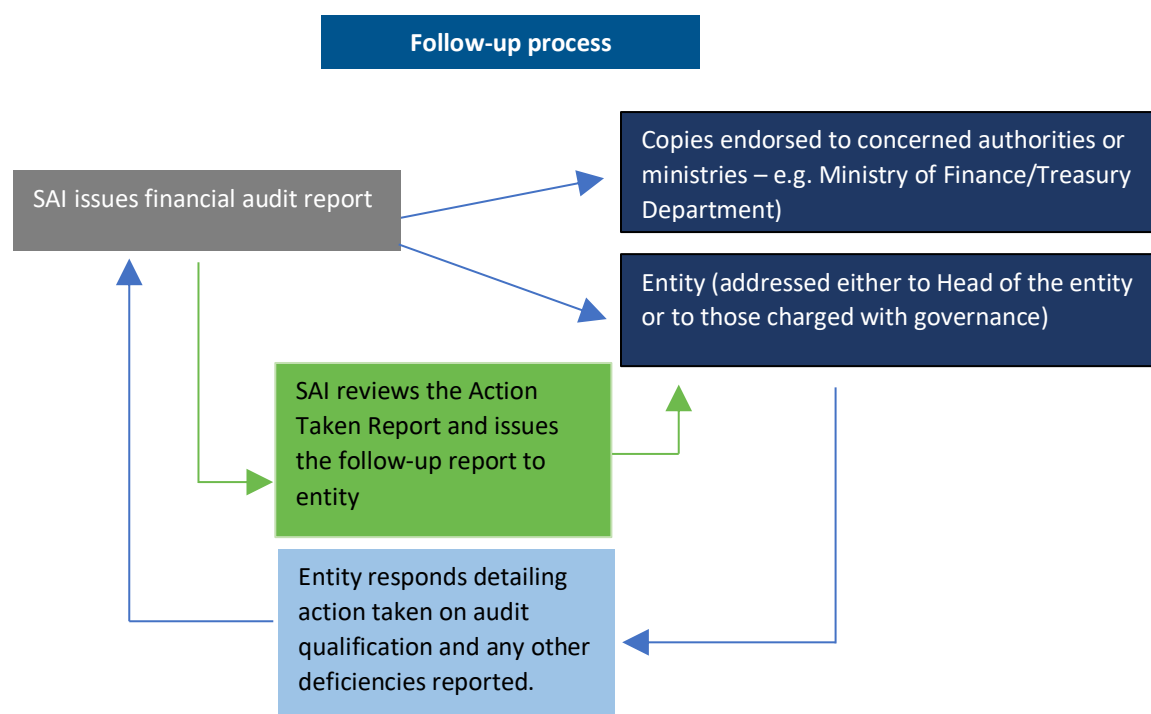 Follow-up process
Copies endorsed to concerned authorities or
ministries – e.g. Ministry of Finance/Treasury
Department)
SAI issues financial audit report
Entity (addressed either to Head of the entity
or to those charged with governance)
SAI reviews the Action
Taken Report and issues
the follow-up report to
entity
Entity responds detailing
action taken on audit
qualification and any other
deficiencies reported.